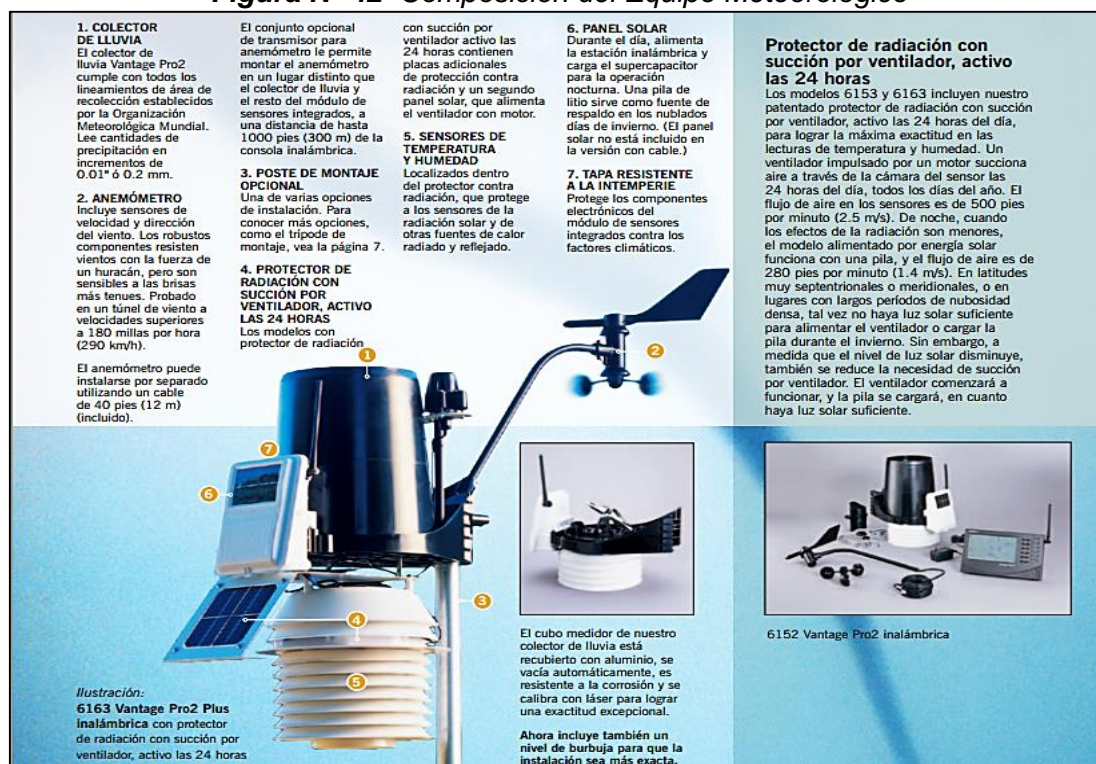 Figura N° 12 Composición del Equipo Meteorológico
1. COLECTOR
DE LLUVIA
El colector de
lluvia Vantage Pro2
cumple con todos los
lineamientos de área de
recolección establecidos
por la Organización
Meteorológica Mundial.
Lee cantidades de
precipitación en
incrementos de
0.01" ó 0.2 mm.
2. ANEMÓMETRO
Incluye sensores de
velocidad y dirección
del viento. Los robustos
componentes resisten
vientos con la fuerza de
un huracán, pero son
sensibles a las brisas
más tenues. Probado
en un túnel de viento a
velocidades superiores
a 180 millas por hora
(290 km/h).
El anemómetro puede
instalarse por separado
utilizando un cable
de 40 pies (12 m)
(incluido).
El conjunto opcional
de transmisor para
anemómetro le permite
montar el anemómetro
en un lugar distinto que
el colector de lluvia y
el resto del módulo de
sensores integrados, a
una distancia de hasta
1000 pies (300 m) de la
consola inalámbrica.
3. POSTE DE MONTAJE
OPCIONAL
Una de varias opciones
de instalación. Para
conocer más opciones,
como el trípode de
montaje, vea la página 7.
4. PROTECTOR DE
RADIACIÓN CON
SUCCIÓN POR
VENTILADOR, ACTIVO
LAS 24 HORAS
Los modelos con
protector de radiación
con succión por
ventilador activo las
24 horas contienen
placas adicionales
de protección contra
radiación y un segundo
panel solar, que alimenta
el ventilador con motor.
5. SENSORES DE
TEMPERATURA
Y HUMEDAD
Localizados dentro
del protector contra
radiación, que protege
a los sensores de la
radiación solar y de
otras fuentes de calor
radiado y reflejado.
6. PANEL SOLAR
Durante el día, alimenta
la estación inalámbrica y
carga el supercapacitor
para la operación
nocturna. Una pila de
litio sirve como fuente de
respaldo en los nublados
días de invierno. (El panel
solar no está incluido en
la versión con cable.)
7. TAPA RESISTENTE
A LA INTEMPERIE
Protege los componentes
electrónicos del
módulo de sensores
integrados contra los
factores climáticos.
Protector de radiación con
succión por ventilador, activo
las 24 horas
Los modelos 6153 y 6163 incluyen nuestro
patentado protector de radiación con succión
por ventilador, activo las 24 horas del día,
para lograr la máxima exactitud en las
lecturas de temperatura y humedad. Un
ventilador impulsado por un motor succiona
aire a través de la cámara del sensor las
24 horas del día, todos los días del año. El
flujo de aire en los sensores es de 500 pies
por minuto (2.5 m/s). De noche, cuando
los efectos de la radiación son menores,
el modelo alimentado por energía solar
funciona con una pila, y el flujo de aire es de
280 pies por minuto (1.4 m/s). En latitudes
muy septentrionales o meridionales, o en
lugares con largos períodos de nubosidad
densa, tal vez no haya luz solar suficiente
para alimentar el ventilador o cargar la
pila durante el invierno. Sin embargo, a
medida que el nivel de luz solar disminuye,
también se reduce la necesidad de succión
por ventilador. El ventilador comenzará a
funcionar, y la pila se cargará, en cuanto
haya luz solar suficiente.
1
2
7
6
3
4
5
Ilustración:
6163 Vantage Pro2 Plus
inalámbrica con protector
de radiación con succión por
ventilador, activo las 24 horas
El cubo medidor de nuestro
colector de lluvia está
recubierto con aluminio, se
vacía automáticamente, es
resistente a la corrosión y se
calibra con láser para lograr
una exactitud excepcional.
Ahora incluye también un
nivel de burbuja para que la
instalación sea más exacta.
6152 Vantage Pro2 inalámbrica